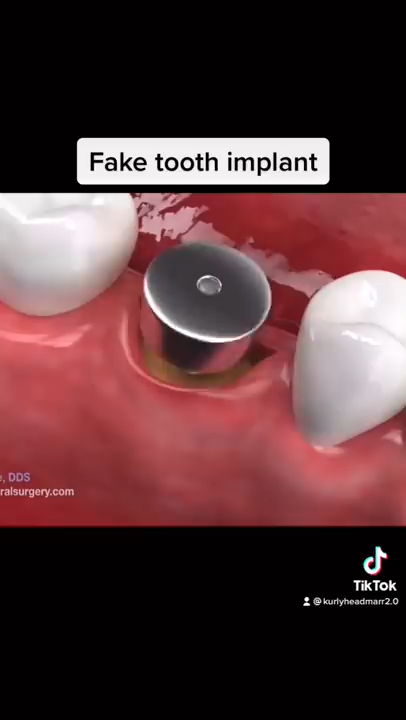 Fake tooth implant
, DDS
ralsurgery.com
TikTok
@kurlyheadmarr2.0